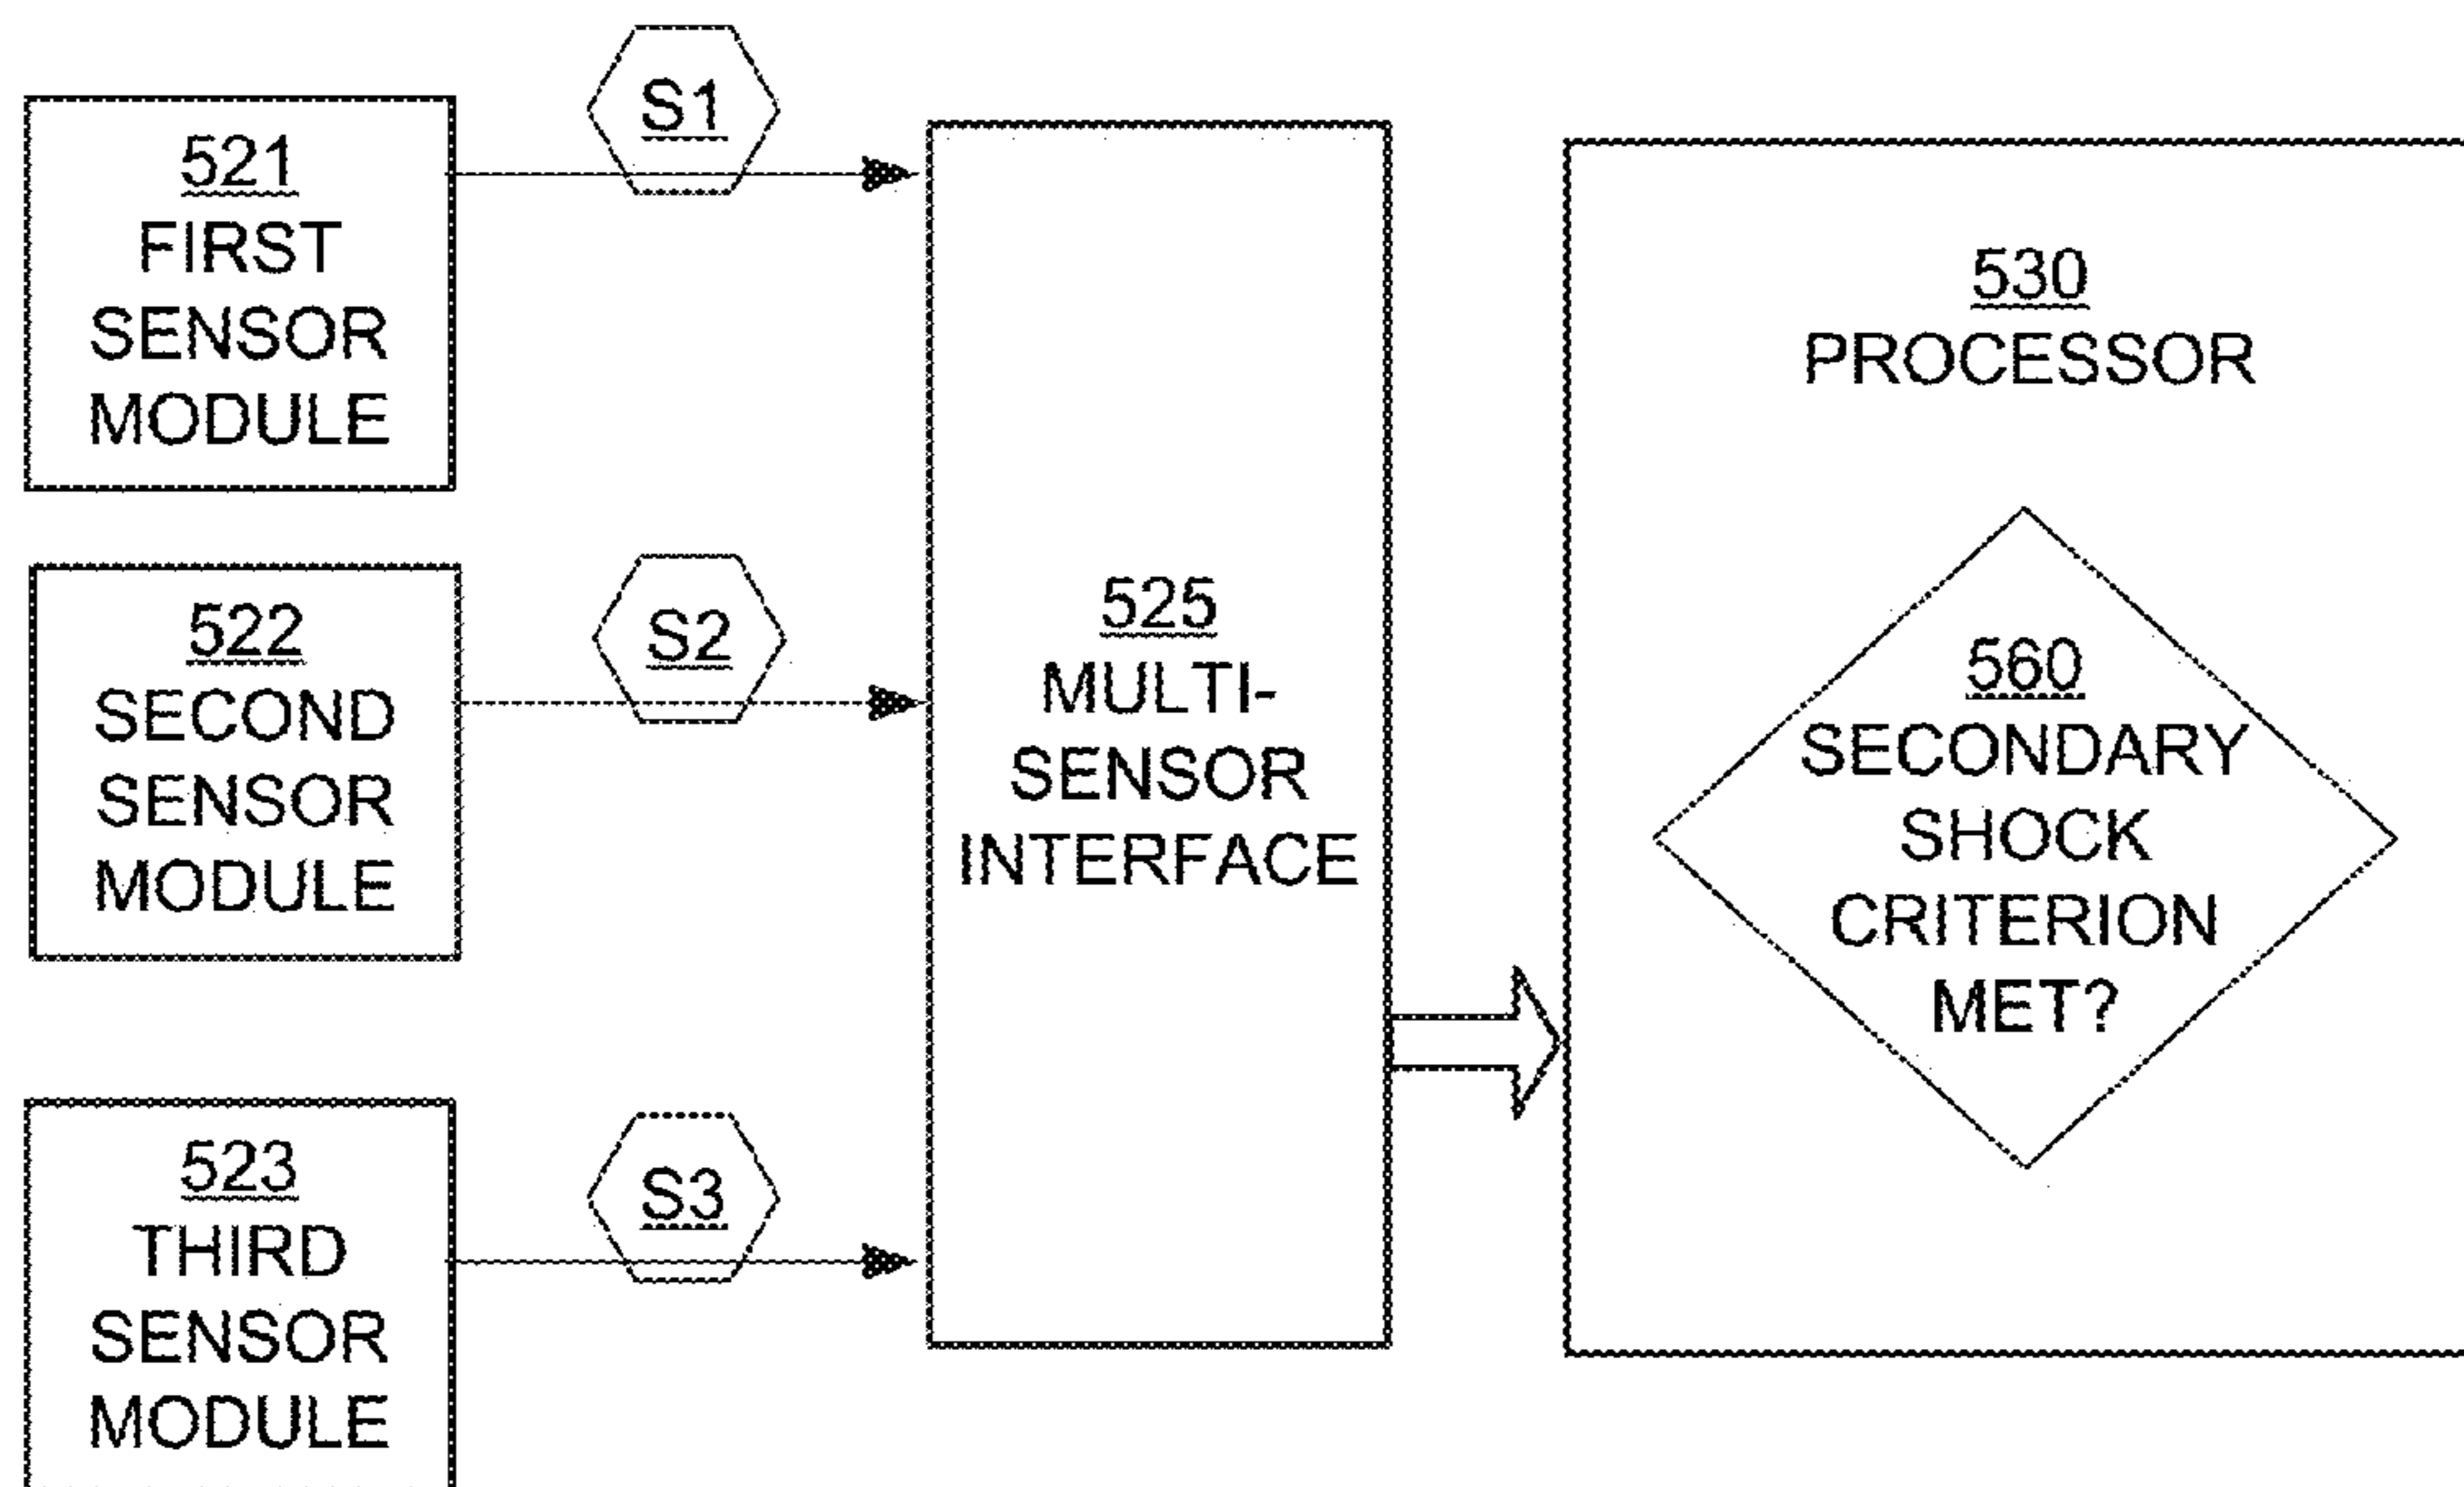 S1
521
FIRST
SENSOR
MODULE
S2
522
SECOND
SENSOR
MODULE
S3
523
THIRD
SENSOR
MODULE
525
MULTI-
SENSOR
INTERFACE
530
PROCESSOR
560
SECONDARY
SHOCK
CRITERION
MET?